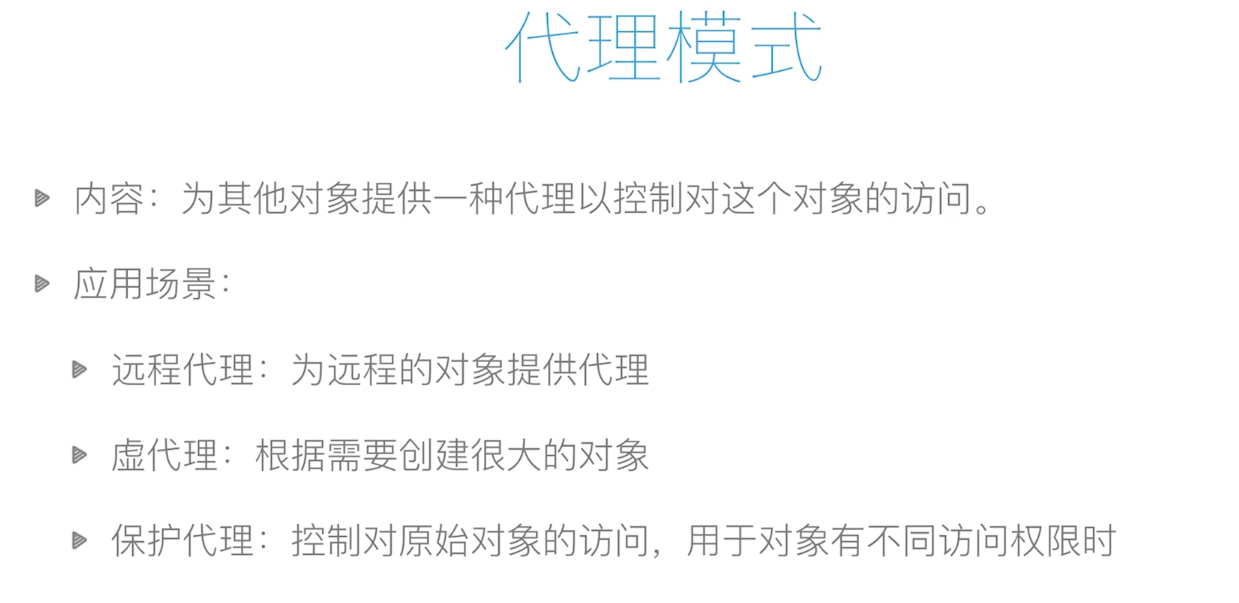 代理模式
内容：为其他对象提供一种代理以控制对这个对象的访问。
应用场景：
远程代理：为远程的对象提供代理
虚代理：根据需要创建很大的对象
保护代理：控制对原始对象的访问，用于对象有不同访问权限时